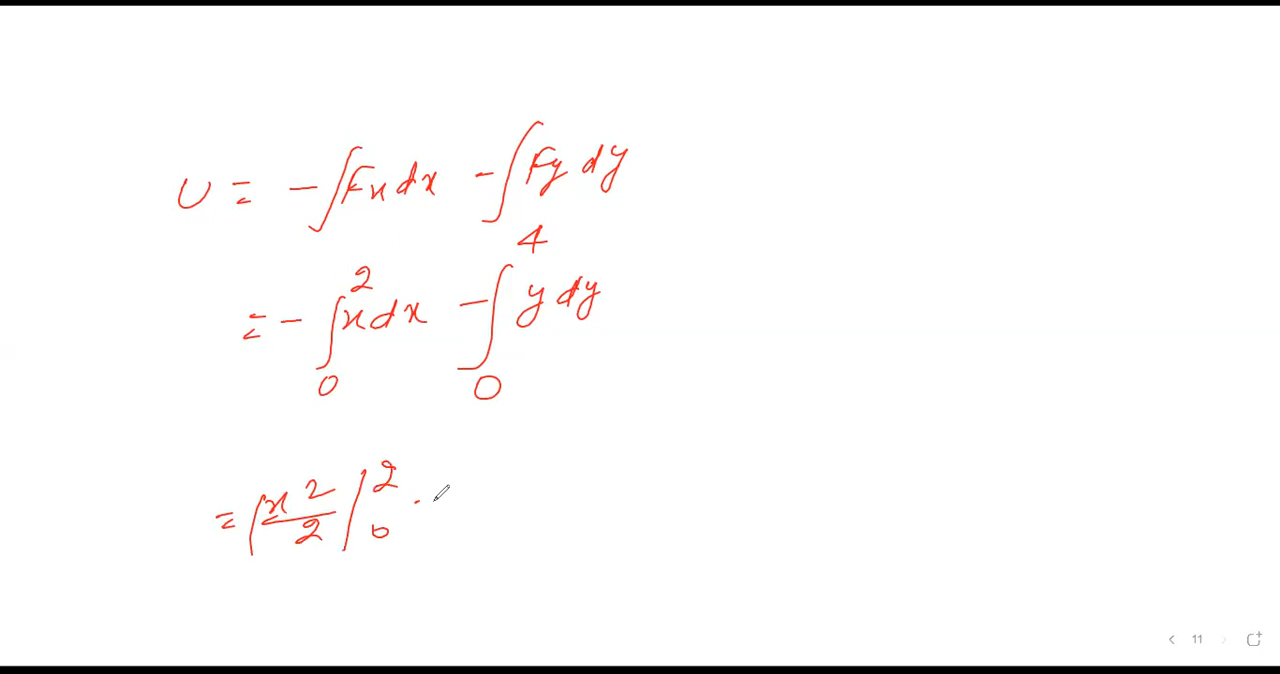 U = - ∫ Fx dx - ∫ Fy dy
= - ∫₀² x dx - ∫₀⁴ y dy
= | x²/2 |₀² -
< 11 >